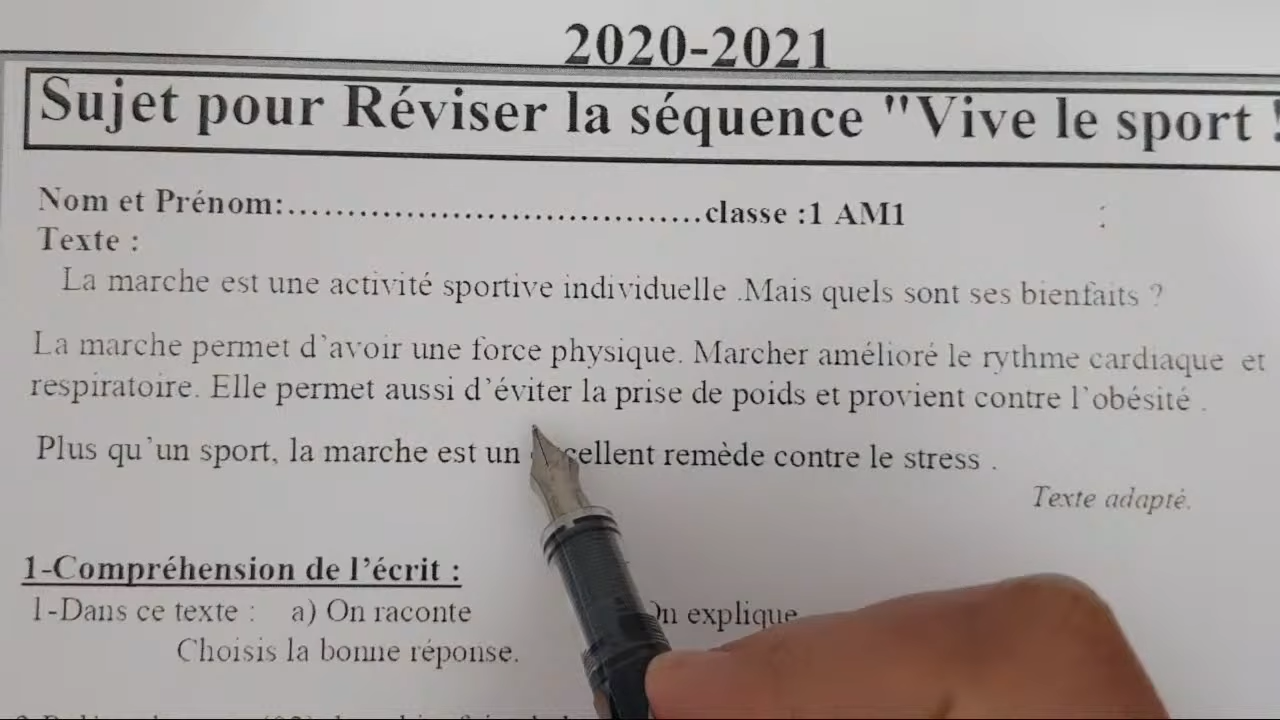 2020-2021
Sujet pour Réviser la séquence "Vive le sport !
Nom et Prénom:..................................classe :1 AM1
Texte :
La marche est une activité sportive individuelle .Mais quels sont ses bienfaits ?
La marche permet d'avoir une force physique. Marcher amélioré le rythme cardiaque et
respiratoire. Elle permet aussi d'éviter la prise de poids et provient contre l'obésité .
Plus qu'un sport, la marche est un excellent remède contre le stress .
Texte adapté.
1-Compréhension de l'écrit :
1-Dans ce texte : a) On raconte On explique
Choisis la bonne réponse.